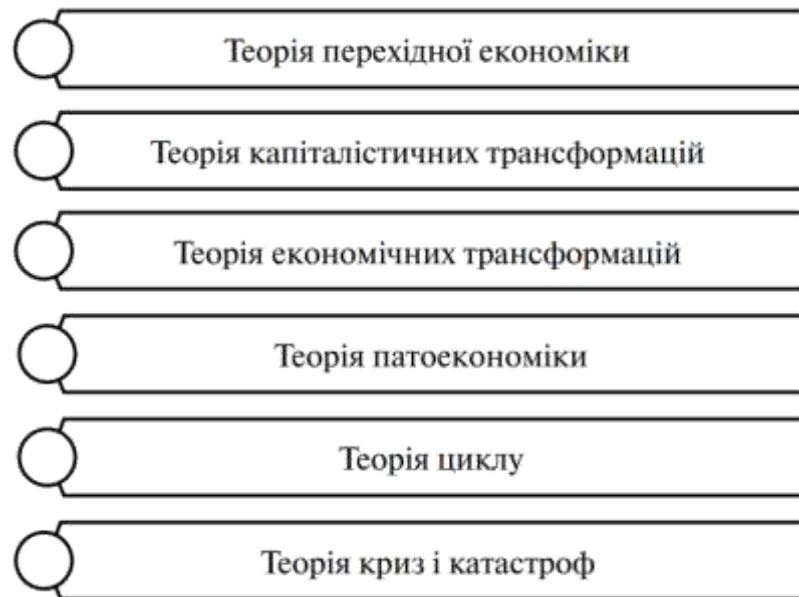 Теорія перехідної економіки
Теорія капіталістичних трансформацій
Теорія економічних трансформацій
Теорія патоекономіки
Теорія циклу
Теорія криз і катастроф